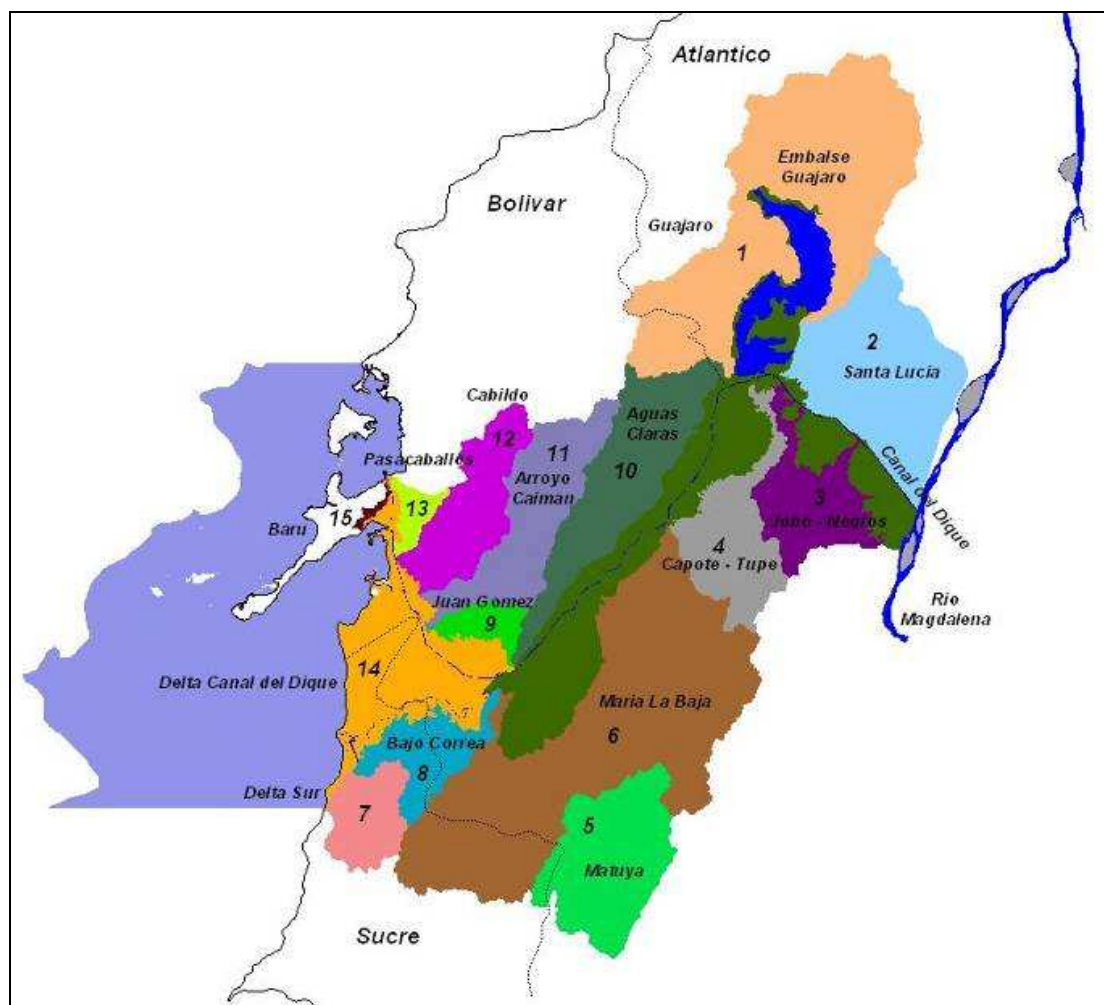 Atlantico
Embalse
Guajaro
Bolivar
Guajaro
1
2
Santa Lucia
Cabildo
12
Aguas
Claras
11
Pasacaballos
Arroyo
Caiman
10
Canal del Dique
13
3
Jobo - Negros
15
Baru
4
Capote - Tupe
Juan Gomez
9
Rio
Magdalena
14
Delta Canal del Dique
Maria La Baja
6
Bajo Correa
8
Delta Sur
7
5
Matuya
Sucre